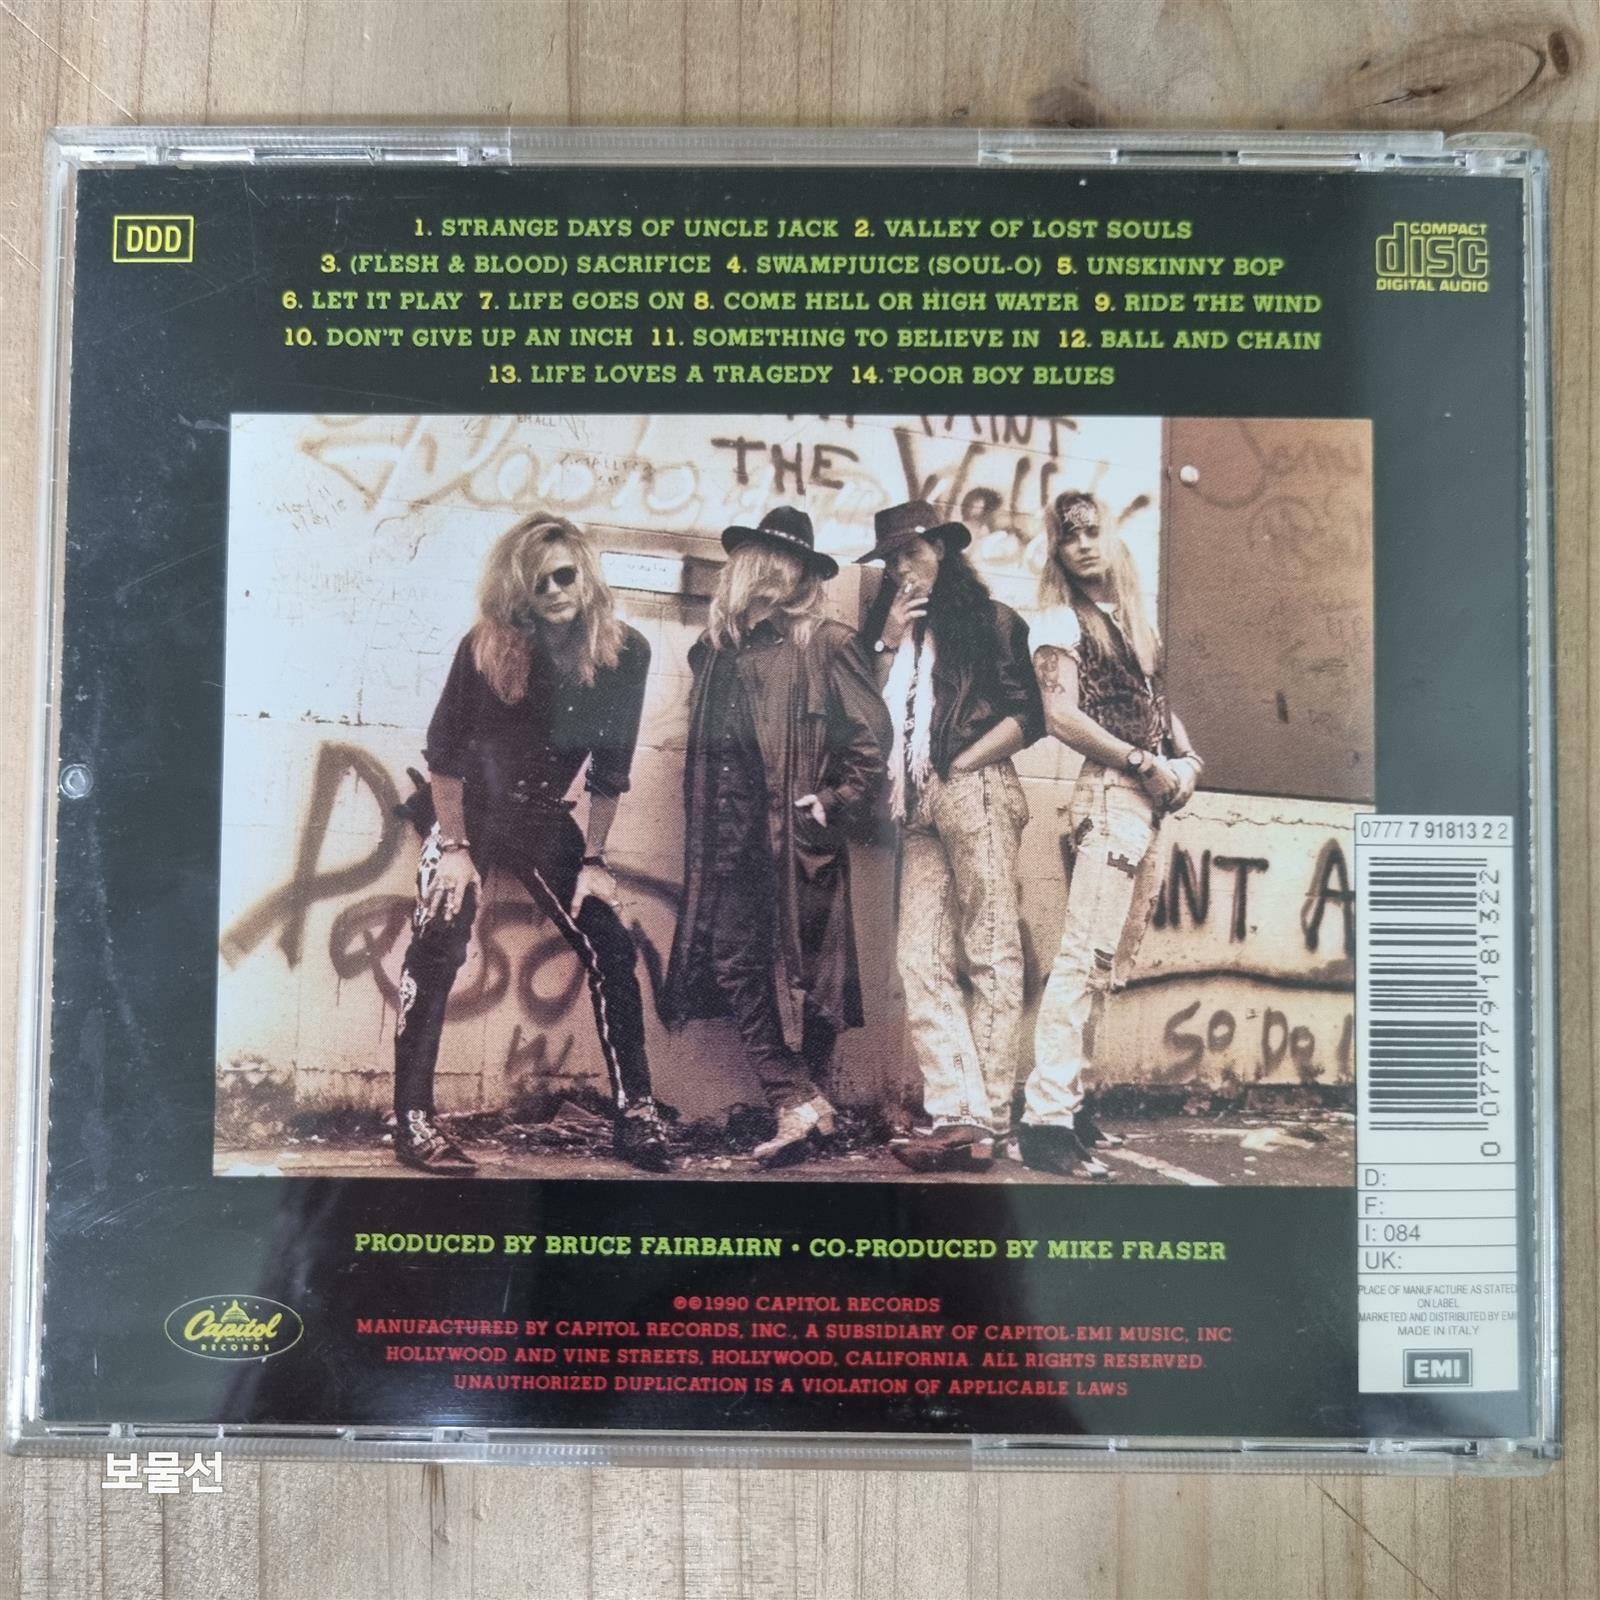 DDD
1. STRANGE DAYS OF UNCLE JACK 2. VALLEY OF LOST SOULS
3. (FLESH & BLOOD) SACRIFICE 4. SWAMPJUICE (SOUL-O) 5. UNSKINNY BOP
6. LET IT PLAY 7. LIFE GOES ON 8. COME HELL OR HIGH WATER 9. RIDE THE WIND
10. DON'T GIVE UP AN INCH 11. SOMETHING TO BELIEVE IN 12. BALL AND CHAIN
13. LIFE LOVES A TRAGEDY 14. POOR BOY BLUES
COMPACT
disc
DIGITAL AUDIO
PAINT
THE Wall
Poison
NT A
SO DO
0777 7 91813 2 2
0 077779 181322
D:
F:
I: 084
UK:
PLACE OF MANUFACTURE AS STATED
ON LABEL
MARKETED AND DISTRIBUTED BY EMI
MADE IN ITALY
EMI
PRODUCED BY BRUCE FAIRBAIRN • CO-PRODUCED BY MIKE FRASER
Capitol
RECORDS
℗©1990 CAPITOL RECORDS
MANUFACTURED BY CAPITOL RECORDS, INC., A SUBSIDIARY OF CAPITOL-EMI MUSIC, INC.
HOLLYWOOD AND VINE STREETS, HOLLYWOOD, CALIFORNIA. ALL RIGHTS RESERVED.
UNAUTHORIZED DUPLICATION IS A VIOLATION OF APPLICABLE LAWS
보물선